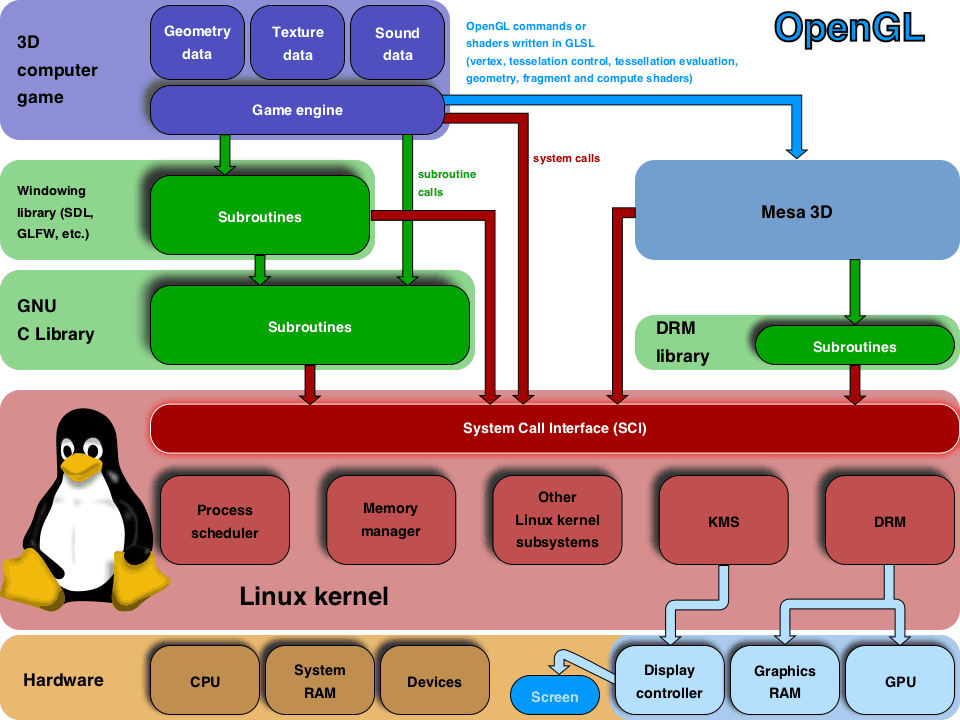 3D
computer
game
Geometry
data
Texture
data
Sound
data
Game engine
OpenGL commands or
shaders written in GLSL
(vertex, tesselation control, tessellation evaluation,
geometry, fragment and compute shaders)
OpenGL
subroutine
calls
system calls
Windowing
library (SDL,
GLFW, etc.)
Subroutines
Mesa 3D
GNU
C Library
Subroutines
DRM
library
Subroutines
System Call Interface (SCI)
Process
scheduler
Memory
manager
Other
Linux kernel
subsystems
KMS
DRM
Linux kernel
Hardware
CPU
System
RAM
Devices
Screen
Display
controller
Graphics
RAM
GPU